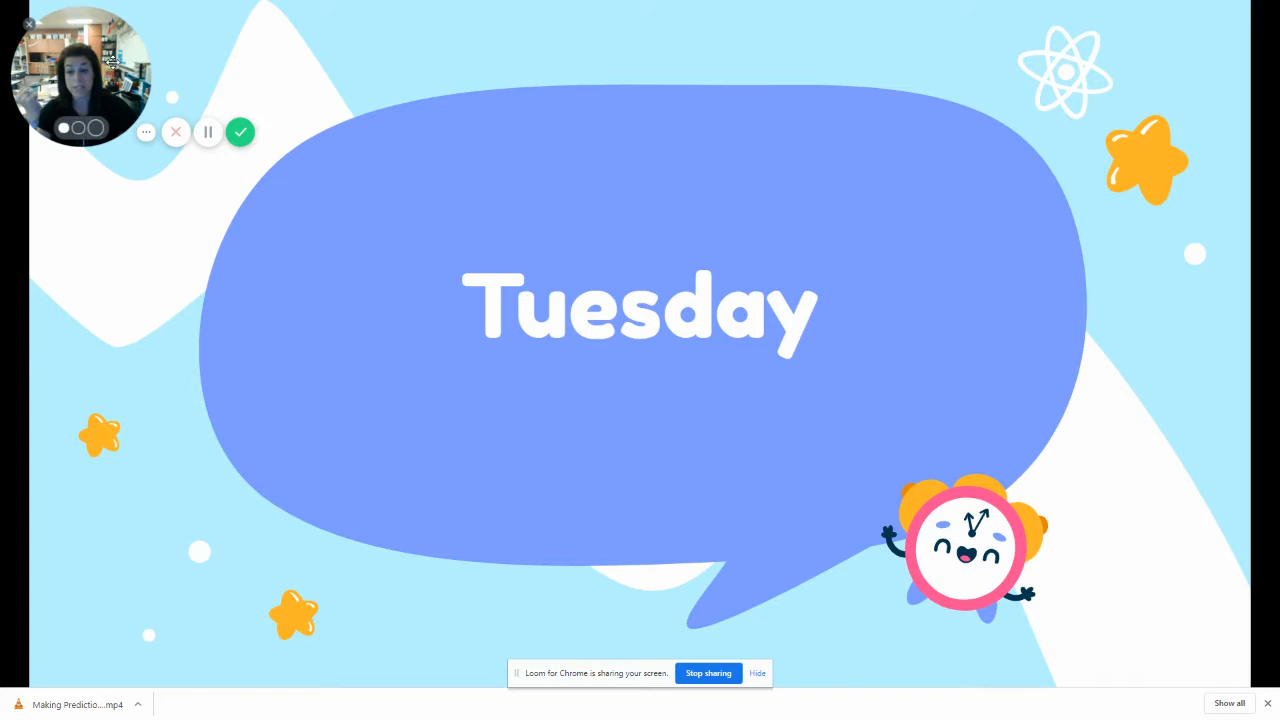 Tuesday
Loom for Chrome is sharing your screen.
Stop sharing
Hide
Making Predictio....mp4
Show all